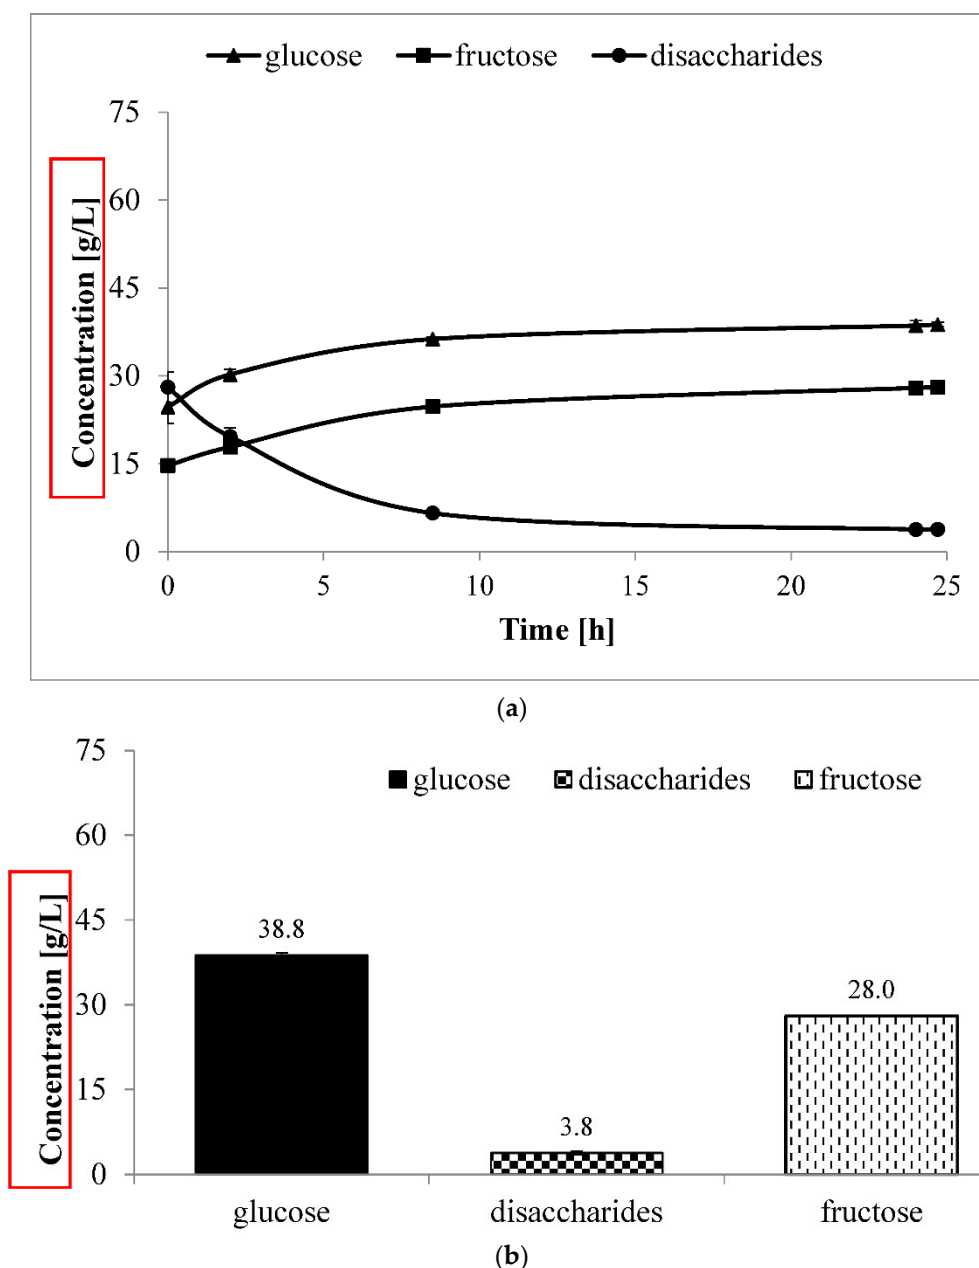 glucose fructose disaccharides
75
60
45
30
15
0
Concentration [g/L]
0 5 10 15 20 25
Time [h]
(a)
75
60
45
30
15
0
Concentration [g/L]
glucose disaccharides fructose
38.8
3.8
28.0
glucose disaccharides fructose
(b)